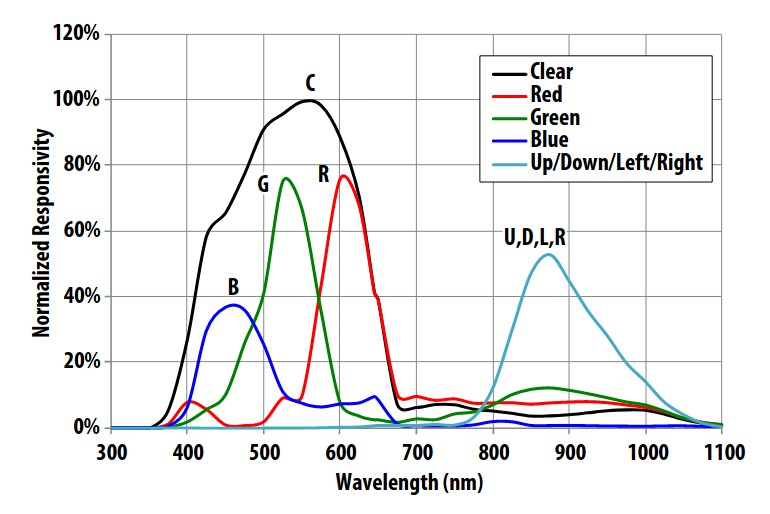 120%
100%
80%
60%
40%
20%
0%
Normalized Responsivity
C
G
R
B
U,D,L,R
Clear
Red
Green
Blue
Up/Down/Left/Right
300 400 500 600 700 800 900 1000 1100
Wavelength (nm)